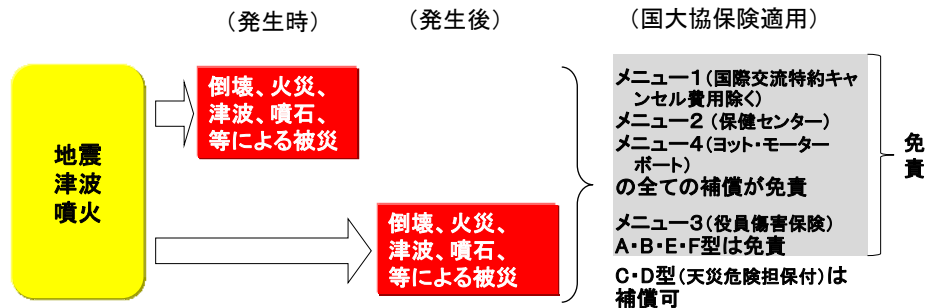 （発生時）
（発生後）
（国大協保険適用）
地震
津波
噴火
倒壊、火災、
津波、噴石、
等による被災
倒壊、火災、
津波、噴石、
等による被災
メニュー１（国際交流特約キャ
ンセル費用除く）
メニュー２（保健センター）
メニュー４（ヨット・モーター
ボート）
の全ての補償が免責
メニュー３（役員傷害保険）
A・B・E・F型は免責
C・D型（天災危険担保付）は
補償可
免
責